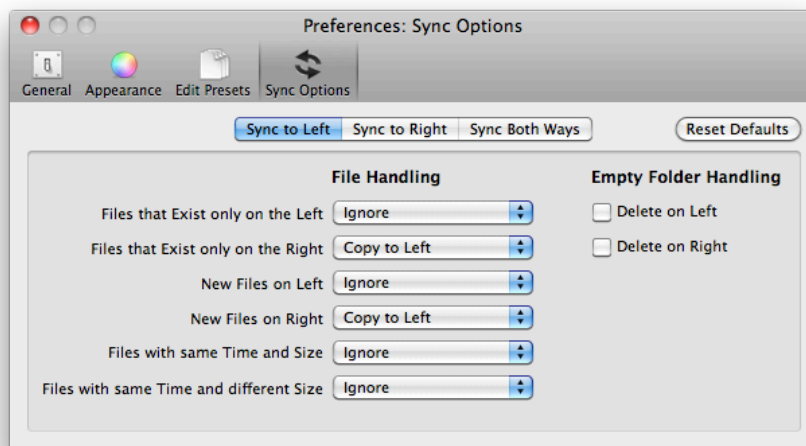 Preferences: Sync Options
General Appearance Edit Presets Sync Options
Sync to Left Sync to Right Sync Both Ways Reset Defaults
File Handling Empty Folder Handling
Files that Exist only on the Left Ignore Delete on Left
Files that Exist only on the Right Copy to Left Delete on Right
New Files on Left Ignore
New Files on Right Copy to Left
Files with same Time and Size Ignore
Files with same Time and different Size Ignore